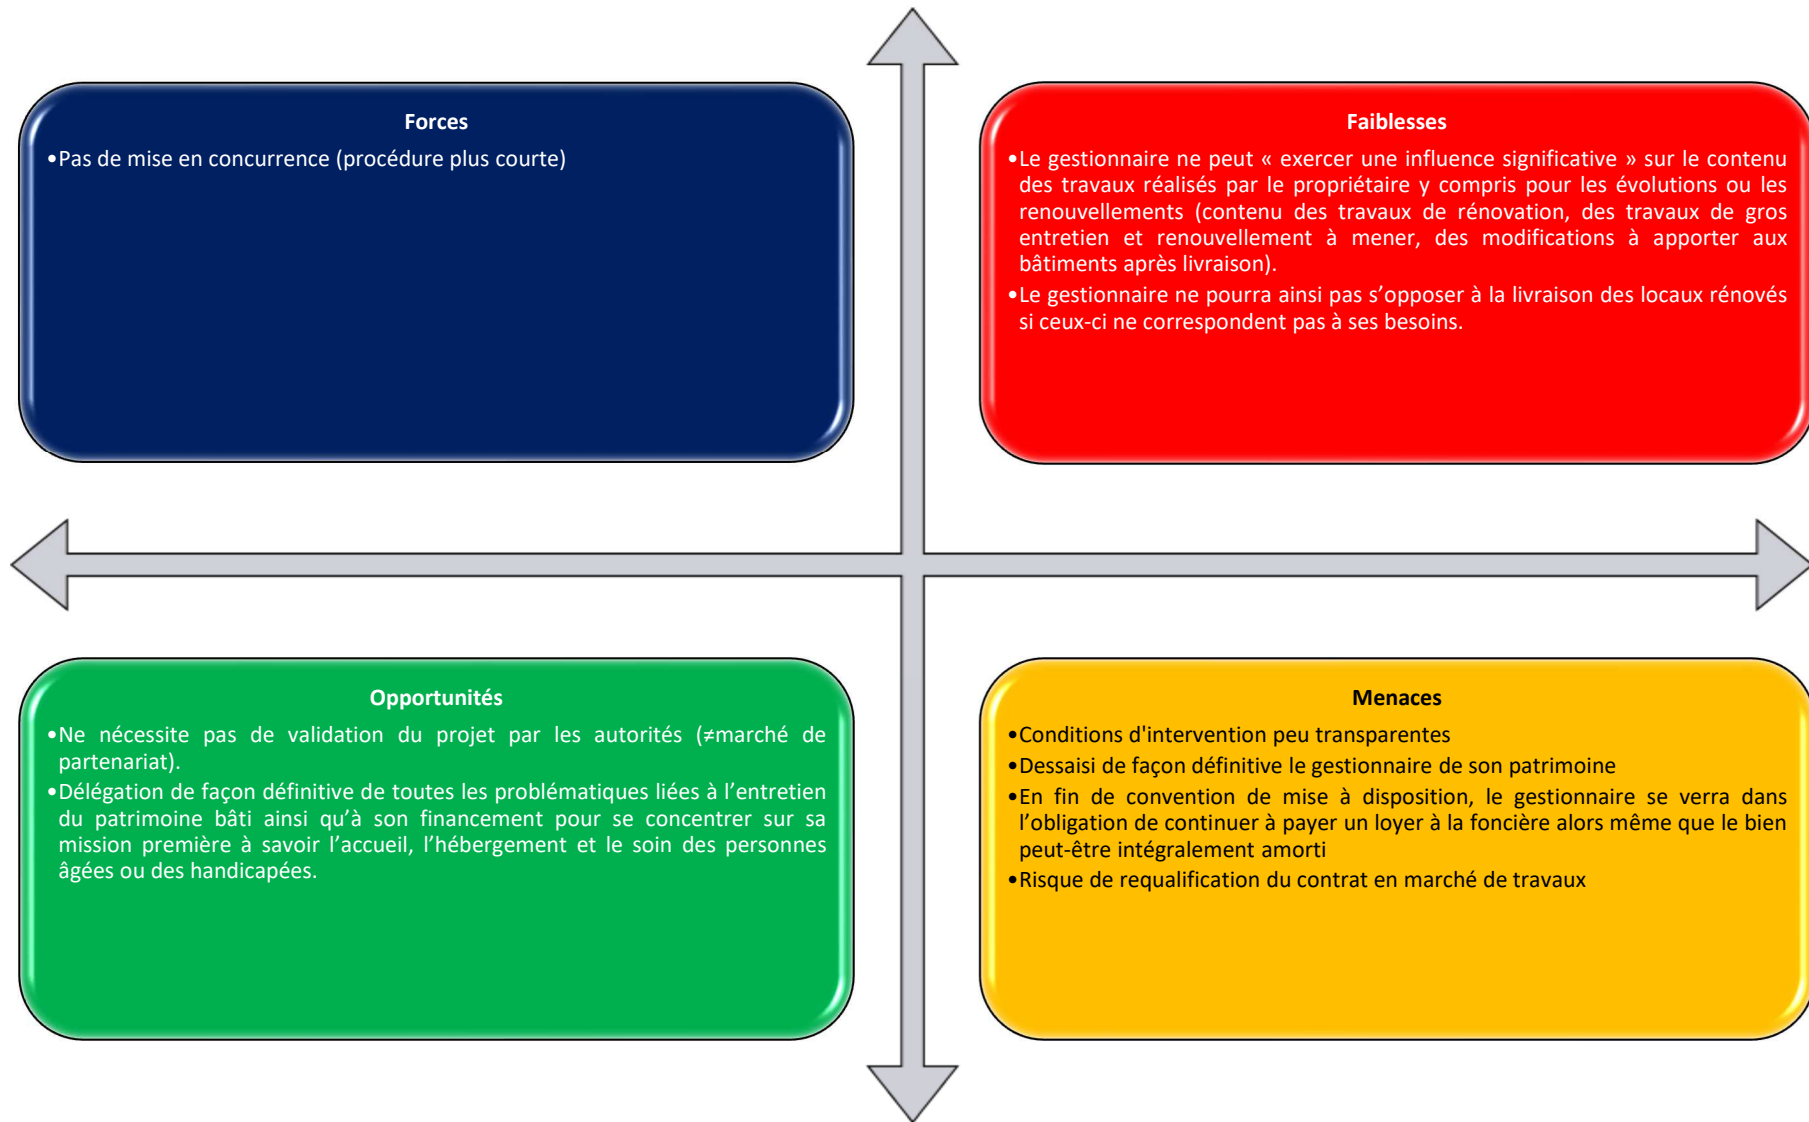 Forces
•Pas de mise en concurrence (procédure plus courte)
Faiblesses
•Le gestionnaire ne peut « exercer une influence significative » sur le contenu
des travaux réalisés par le propriétaire y compris pour les évolutions ou les
renouvellements (contenu des travaux de rénovation, des travaux de gros
entretien et renouvellement à mener, des modifications à apporter aux
bâtiments après livraison).
•Le gestionnaire ne pourra ainsi pas s’opposer à la livraison des locaux rénovés
si ceux-ci ne correspondent pas à ses besoins.
Opportunités
•Ne nécessite pas de validation du projet par les autorités (≠marché de
partenariat).
•Délégation de façon définitive de toutes les problématiques liées à l’entretien
du patrimoine bâti ainsi qu’à son financement pour se concentrer sur sa
mission première à savoir l’accueil, l’hébergement et le soin des personnes
âgées ou des handicapées.
Menaces
•Conditions d'intervention peu transparentes
•Dessaisi de façon définitive le gestionnaire de son patrimoine
•En fin de convention de mise à disposition, le gestionnaire se verra dans
l’obligation de continuer à payer un loyer à la foncière alors même que le bien
peut-être intégralement amorti
•Risque de requalification du contrat en marché de travaux